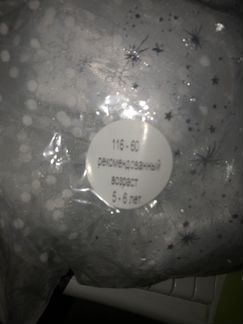 116 - 60
рекомендованный
возраст
5 - 6 лет